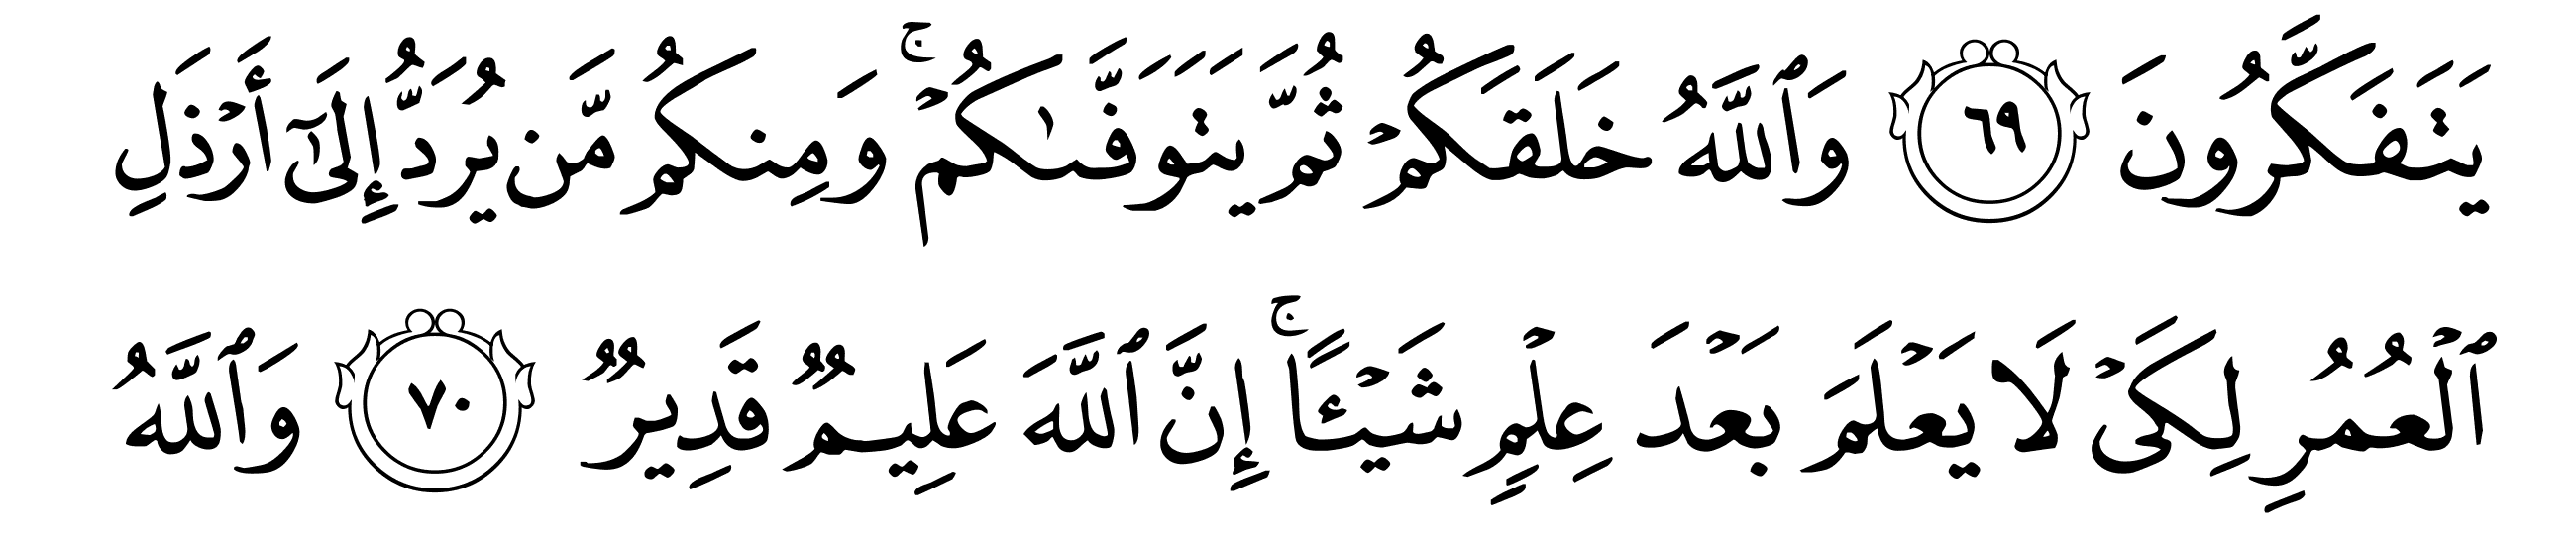 يَتَفَكَّرُونَ ٦٩ وَٱللَّهُ خَلَقَكُمْ ثُمَّ يَتَوَفَّىٰكُمْ ۚ وَمِنكُم مَّن يُرَدُّ إِلَىٰٓ أَرْذَلِ
ٱلْعُمُرِ لِكَىْ لَا يَعْلَمَ بَعْدَ عِلْمٍ شَيْـًٔا ۚ إِنَّ ٱللَّهَ عَلِيمٌ قَدِيرٌ ٧٠ وَٱللَّهُ